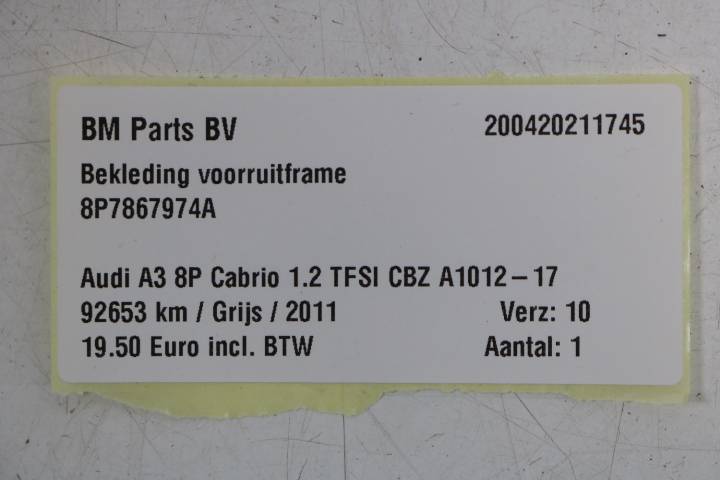 BM Parts BV 200420211745
Bekleding voorruitframe
8P7867974A
Audi A3 8P Cabrio 1.2 TFSI CBZ A1012 – 17
92653 km / Grijs / 2011 Verz: 10
19.50 Euro incl. BTW Aantal: 1